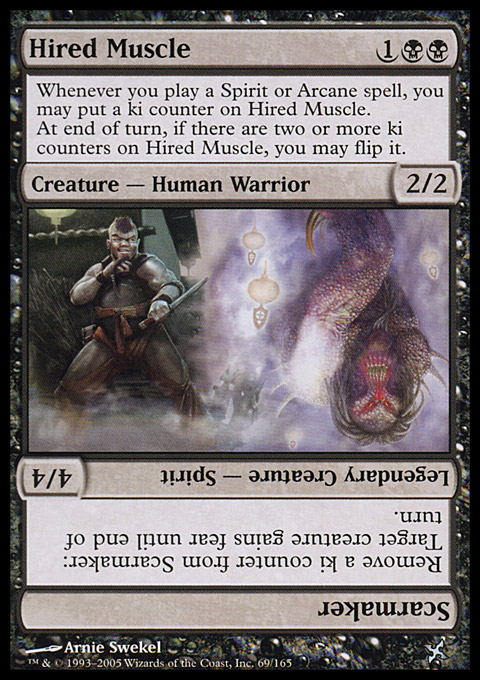 Hired Muscle 1
Whenever you play a Spirit or Arcane spell, you
may put a ki counter on Hired Muscle.
At end of turn, if there are two or more ki
counters on Hired Muscle, you may flip it.
Creature — Human Warrior
2/2
Legendary Creature — Spirit
4/4
Remove a ki counter from Scarmaker:
Target creature gains fear until end of
turn.
Scarmaker
Arnie Swekel
™ & © 1993–2005 Wizards of the Coast, Inc. 69/165